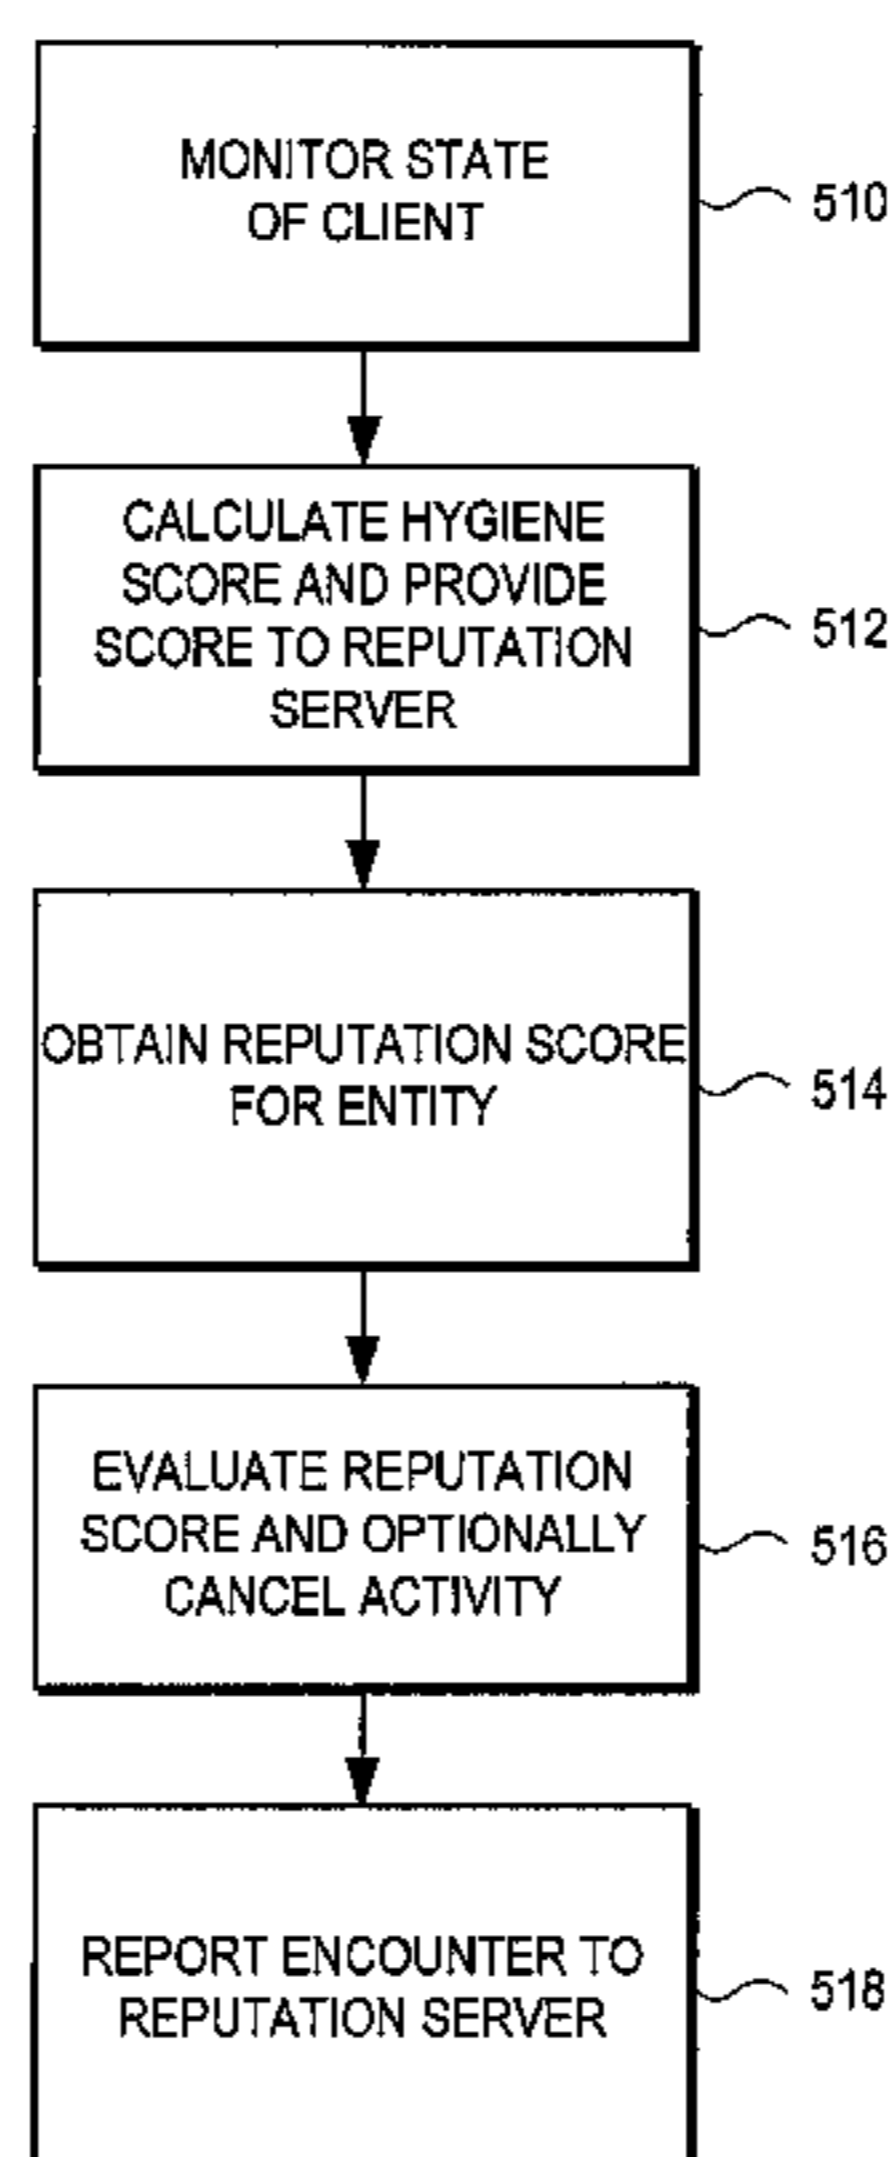 MONITOR STATE
OF CLIENT
510
CALCULATE HYGIENE
SCORE AND PROVIDE
SCORE TO REPUTATION
SERVER
512
OBTAIN REPUTATION SCORE
FOR ENTITY
514
EVALUATE REPUTATION
SCORE AND OPTIONALLY
CANCEL ACTIVITY
516
REPORT ENCOUNTER TO
REPUTATION SERVER
518